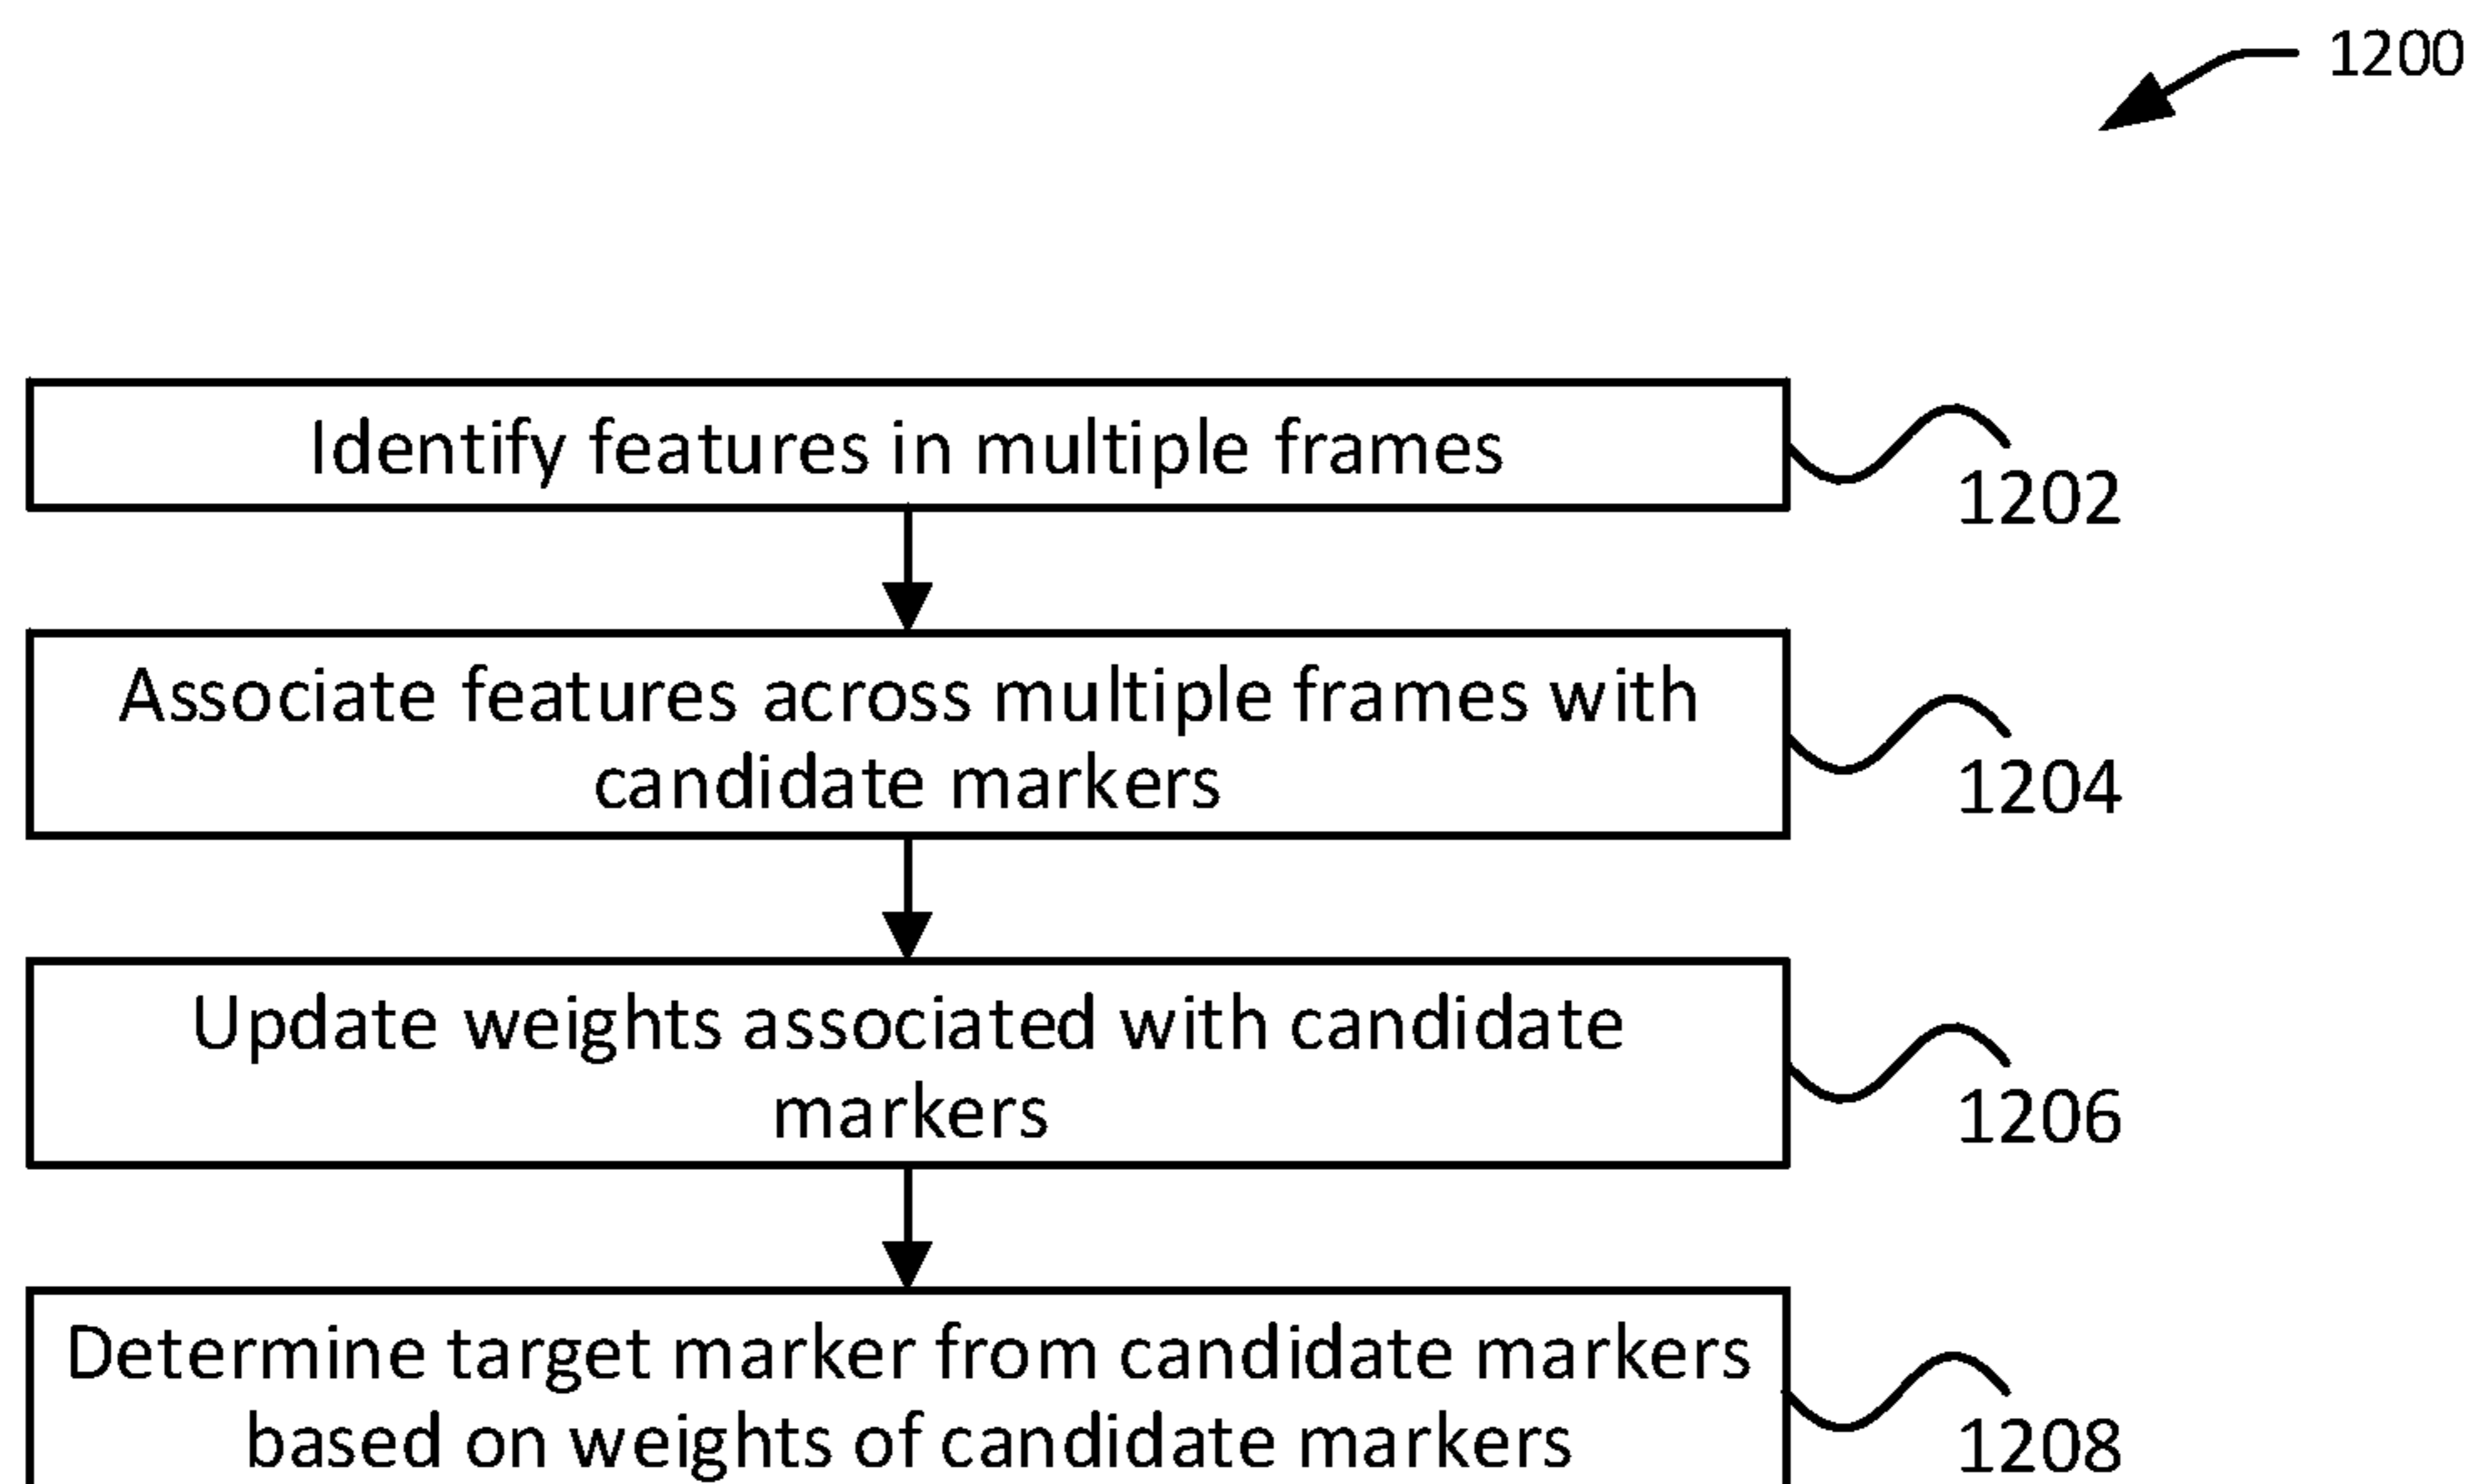 1200
Identify features in multiple frames
1202
Associate features across multiple frames with
candidate markers
1204
Update weights associated with candidate
markers
1206
Determine target marker from candidate markers
based on weights of candidate markers
1208